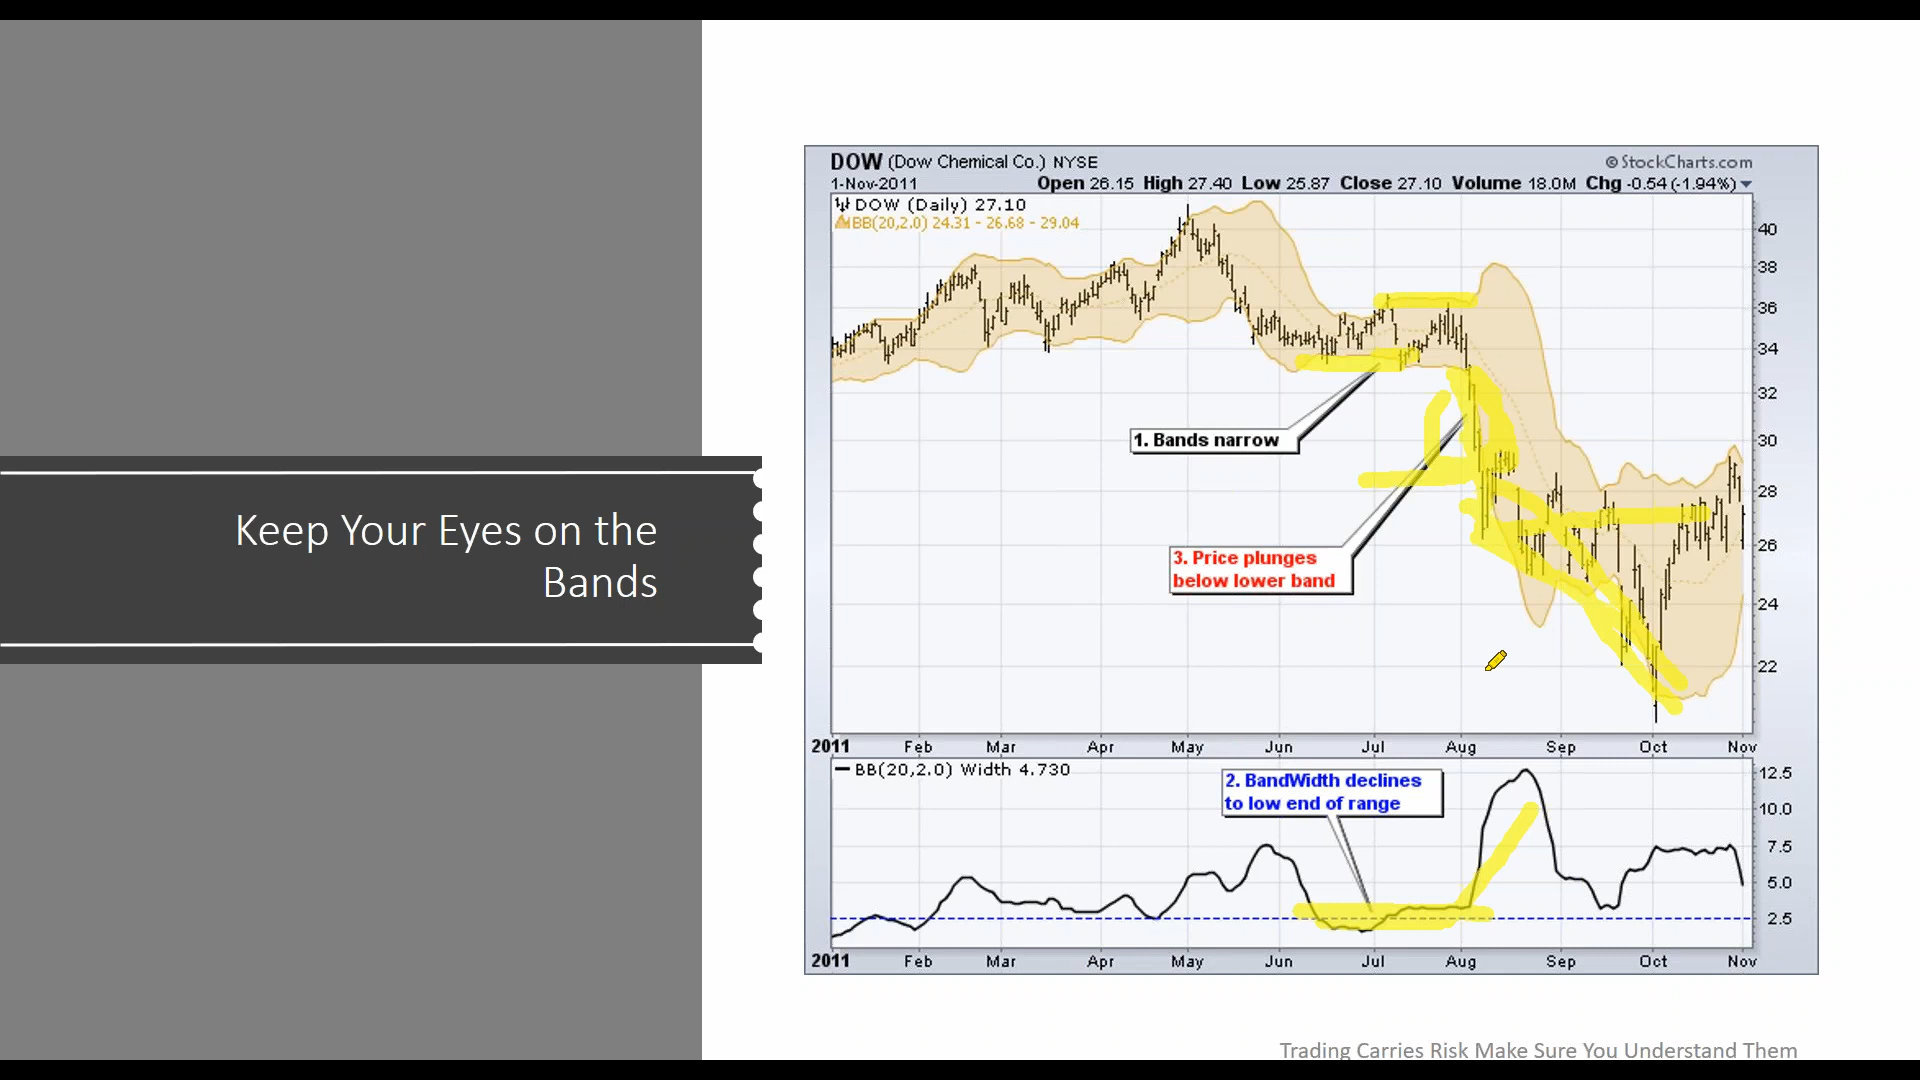 Keep Your Eyes on the
Bands
DOW (Dow Chemical Co.) NYSE
© StockCharts.com
1-Nov-2011
Open 26.15 High 27.40 Low 25.87 Close 27.10 Volume 18.0M Chg -0.54 (-1.94%)
DOW (Daily) 27.10
BB(20,2.0) 24.31 - 26.68 - 29.04
40
38
36
34
32
30
28
26
24
22
1. Bands narrow
3. Price plunges
below lower band
2011 Feb Mar Apr May Jun Jul Aug Sep Oct Nov
BB(20,2.0) Width 4.730
2. BandWidth declines
to low end of range
12.5
10.0
7.5
5.0
2.5
2011 Feb Mar Apr May Jun Jul Aug Sep Oct Nov
Trading Carries Risk Make Sure You Understand Them